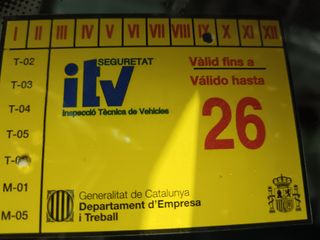 I II III IV V VI VII VIII IX X XI XII
T-02
SEGURETAT
Vàlid fins a
T-03
itv
Válido hasta
T-04
Inspecció Tècnica de Vehicles
26
T-05
M-01
Generalitat de Catalunya
Departament d'Empresa
M-05
i Treball